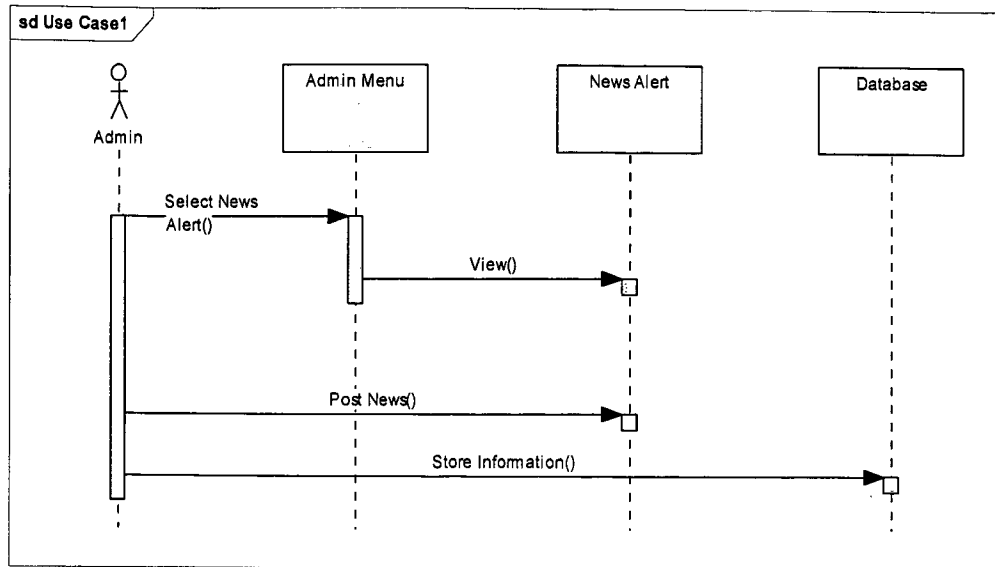 sd Use Case1
Admin Menu
News Alert
Database
Admin
Select News
Alert()
View()
Post News()
Store Information()